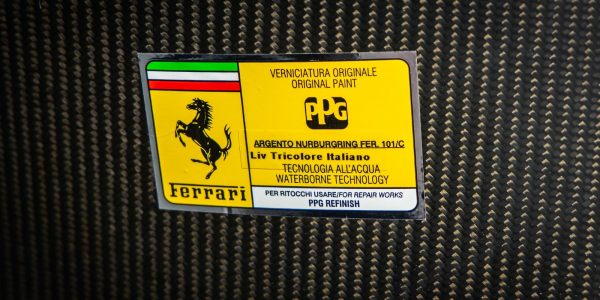 VERNICIATURA ORIGINALE
ORIGINAL PAINT
PPG
ARGENTO NURBURGRING FER. 101/C
Liv Tricolore Italiano
TECNOLOGIA ALL'ACQUA
WATERBORNE TECHNOLOGY
Ferrari
PER RITOCCHI USARE/FOR REPAIR WORKS
PPG REFINISH